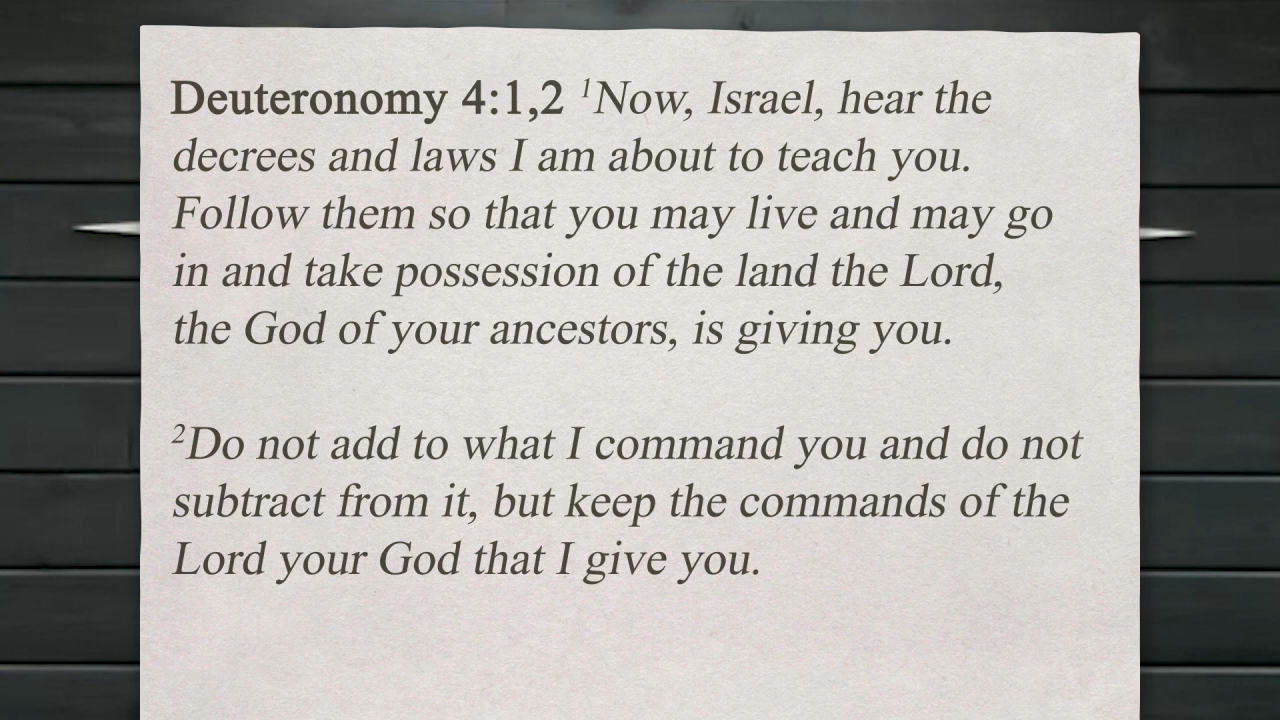 Deuteronomy 4:1,2 ¹Now, Israel, hear the
decrees and laws I am about to teach you.
Follow them so that you may live and may go
in and take possession of the land the Lord,
the God of your ancestors, is giving you.
²Do not add to what I command you and do not
subtract from it, but keep the commands of the
Lord your God that I give you.